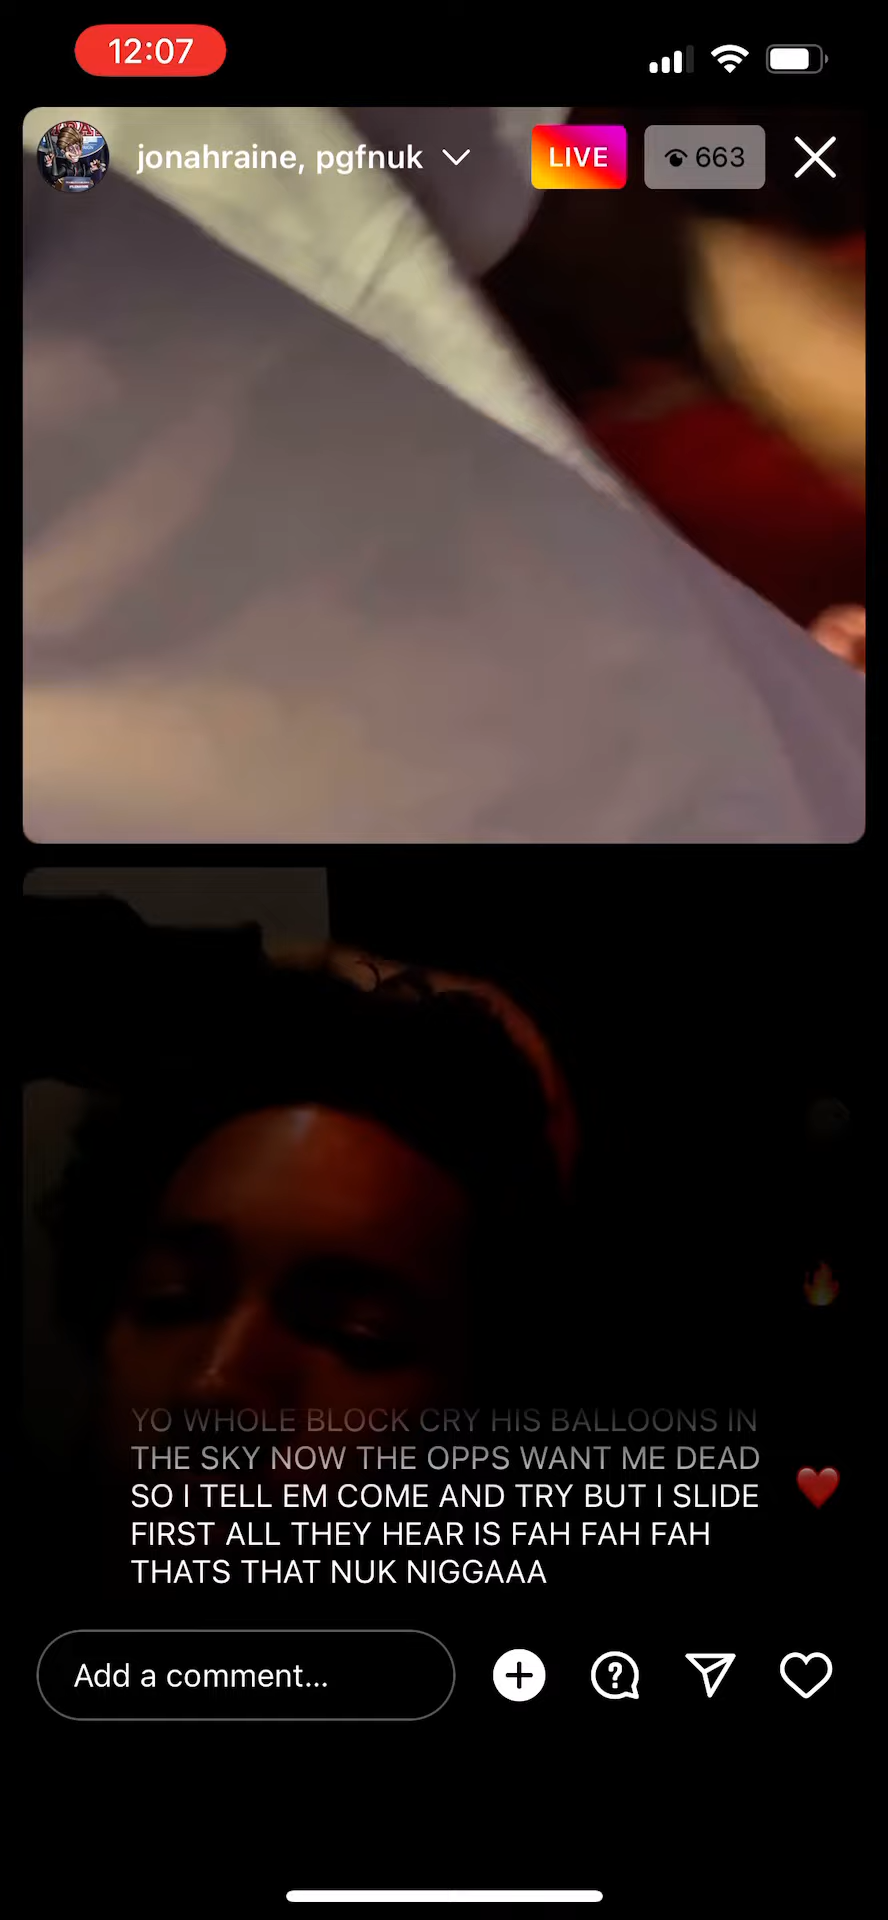 12:07
jonahraine, pgfnuk
LIVE
663
YO WHOLE BLOCK CRY HIS BALLOONS IN
THE SKY NOW THE OPPS WANT ME DEAD
SO I TELL EM COME AND TRY BUT I SLIDE
FIRST ALL THEY HEAR IS FAH FAH FAH
THATS THAT NUK NIGGAAA
Add a comment...